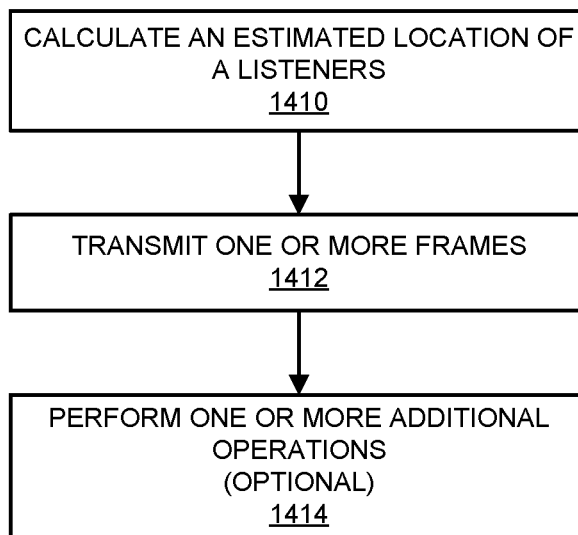 CALCULATE AN ESTIMATED LOCATION OF
A LISTENERS
1410
TRANSMIT ONE OR MORE FRAMES
1412
PERFORM ONE OR MORE ADDITIONAL
OPERATIONS
(OPTIONAL)
1414